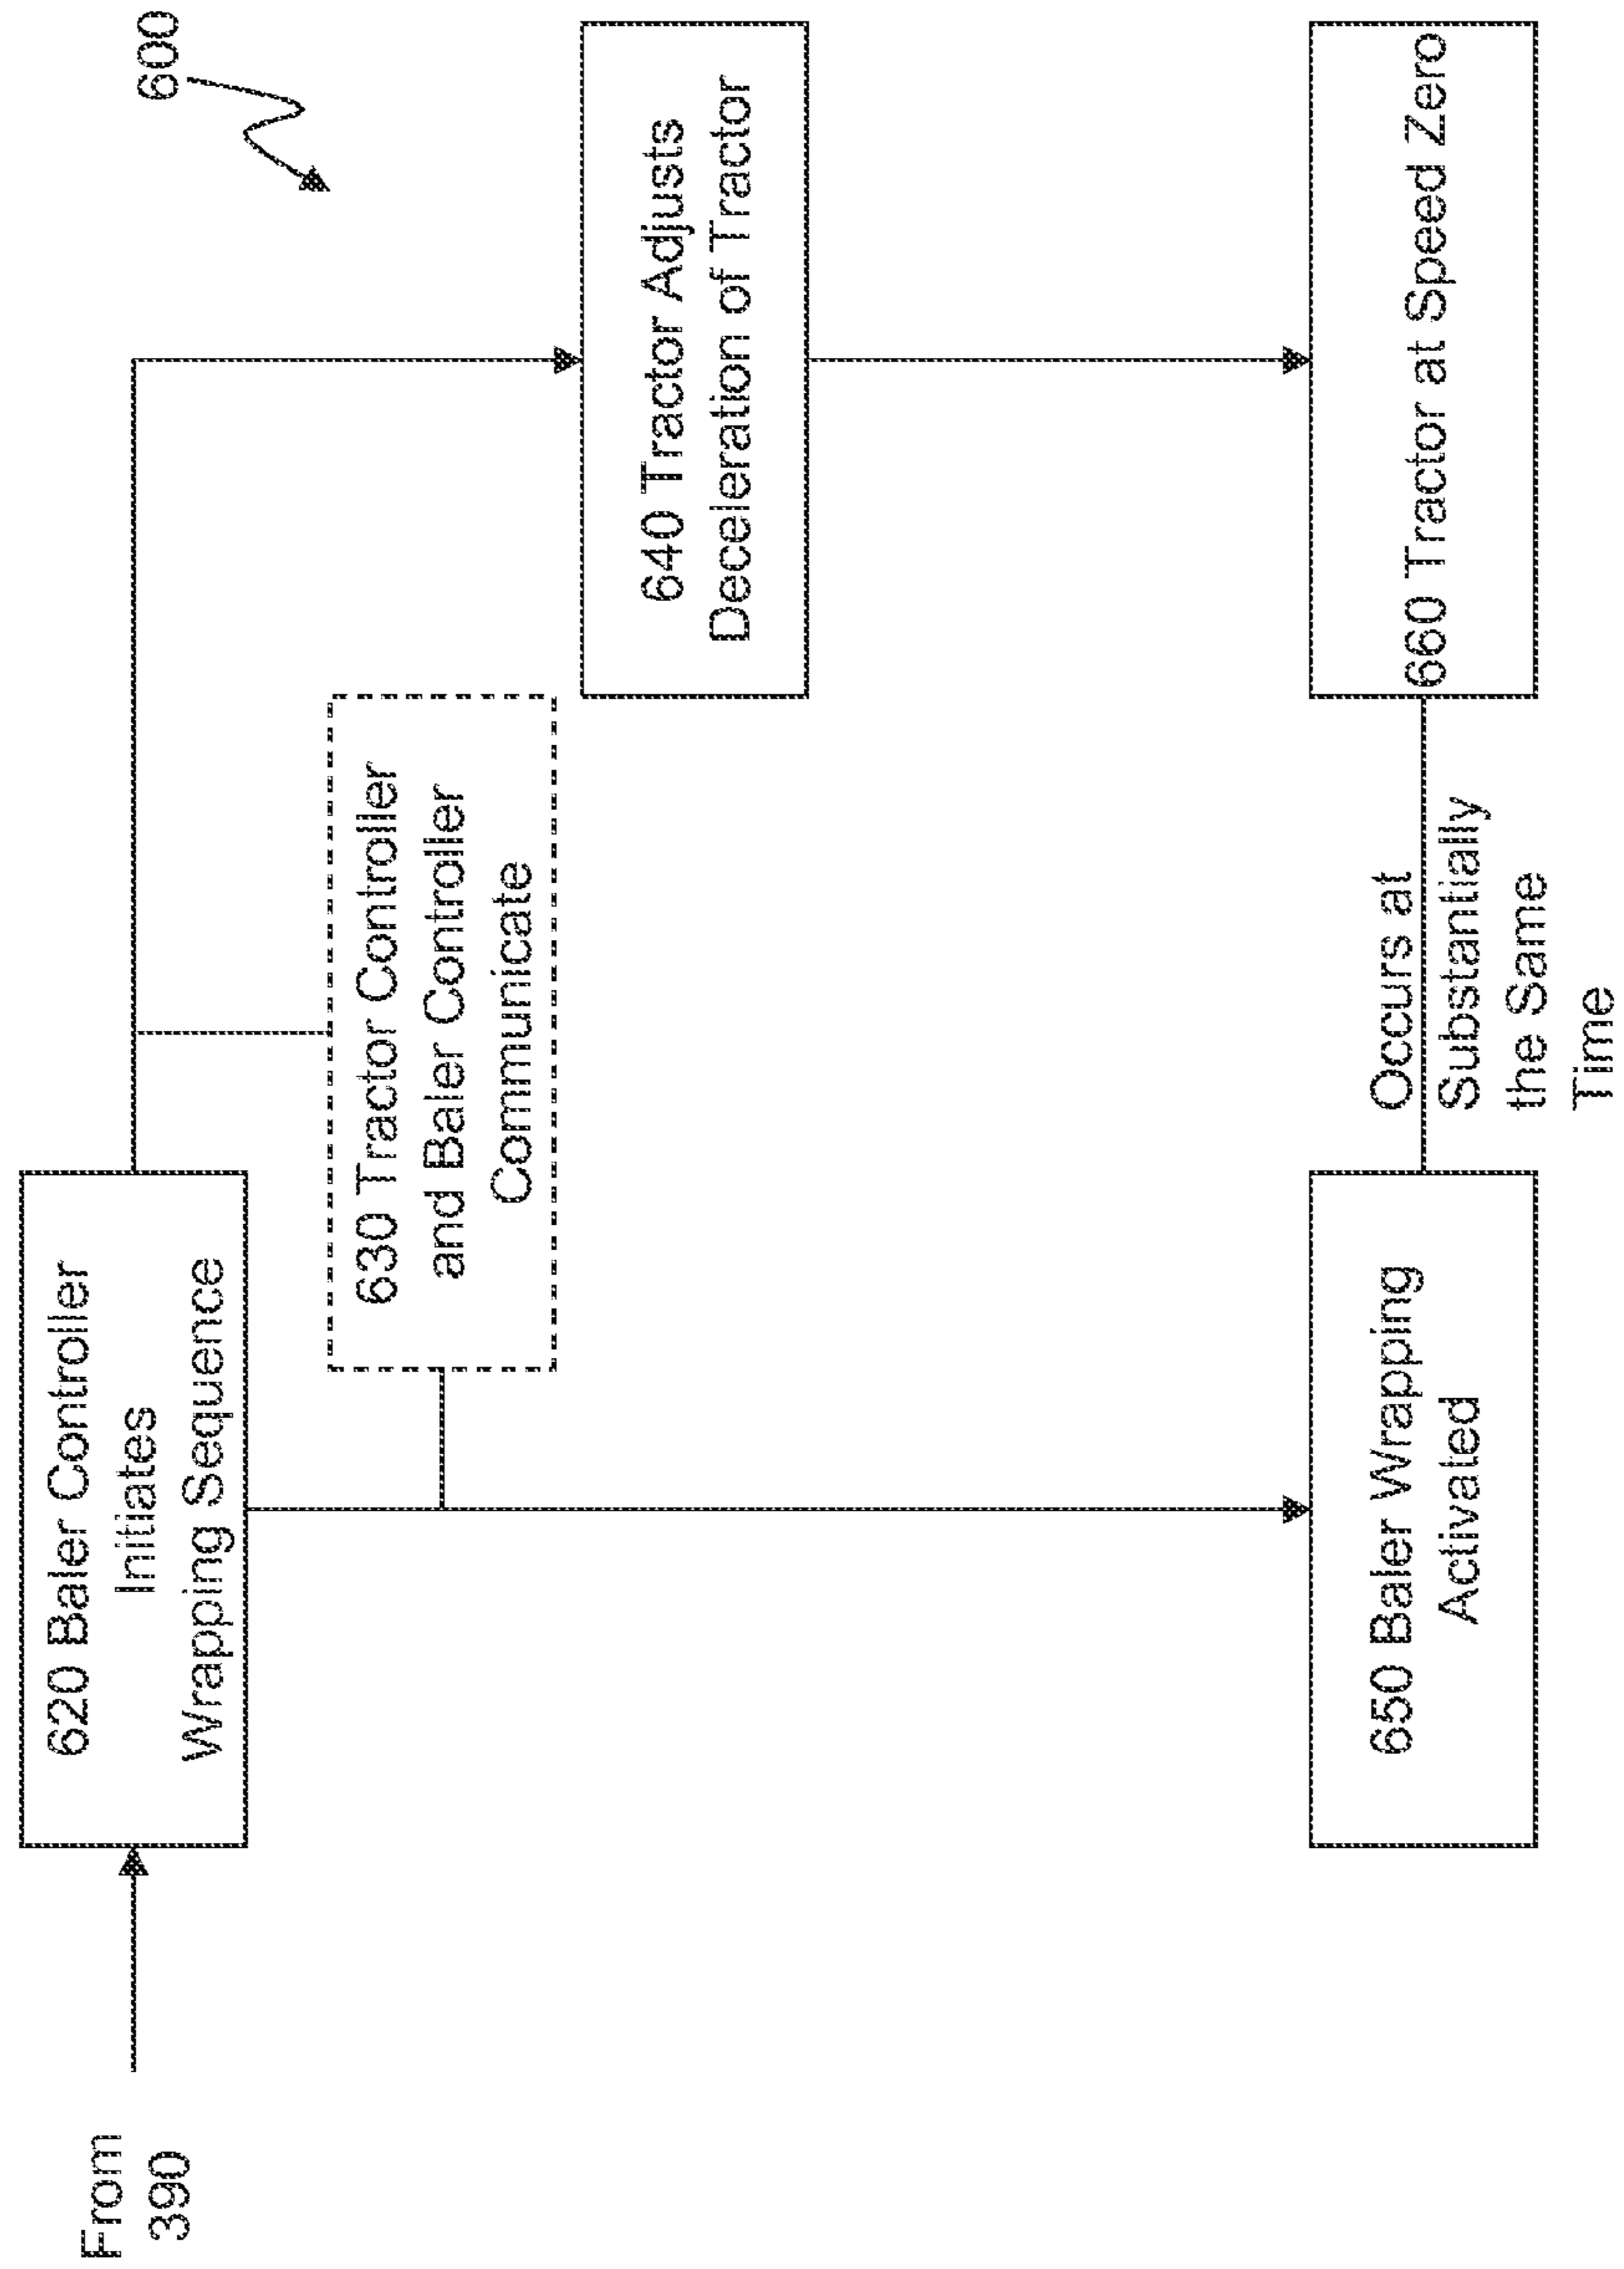 600
From
390
620 Baler Controller
Initiates
Wrapping Sequence
630 Tractor Controller
and Baler Controller
Communicate
640 Tractor Adjusts
Deceleration of Tractor
650 Baler Wrapping
Activated
Occurs at
Substantially
the Same
Time
660 Tractor at Speed Zero